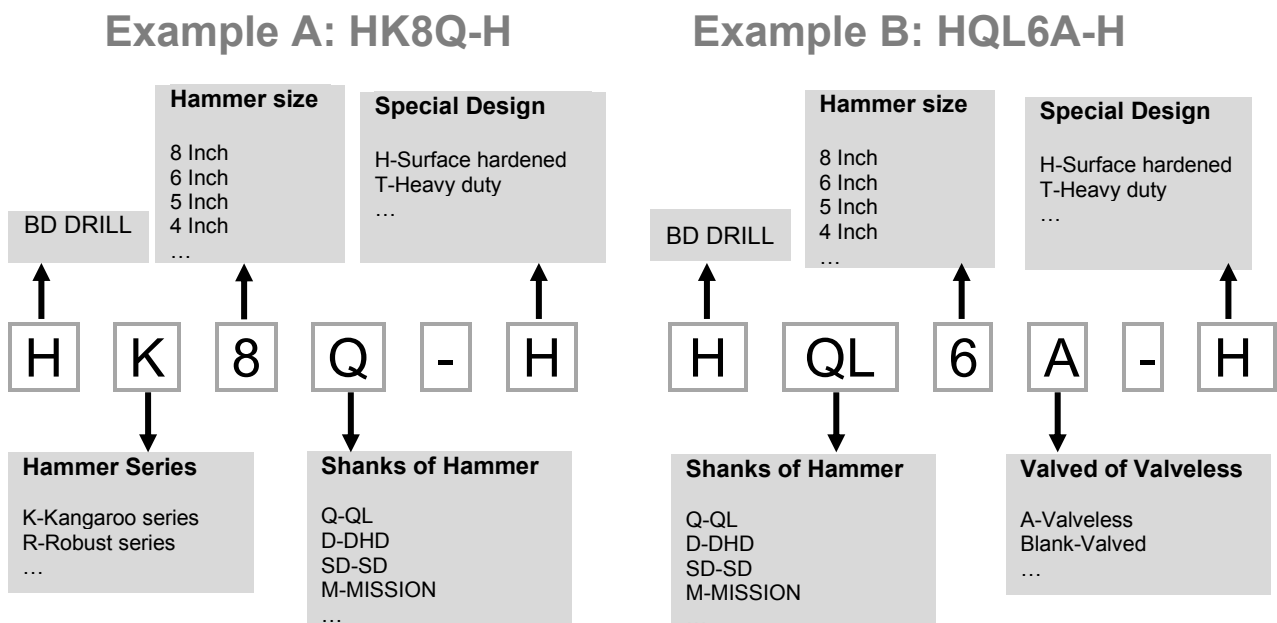 Example A: HK8Q-H
Hammer size
8 Inch
6 Inch
5 Inch
4 Inch
…
Special Design
H-Surface hardened
T-Heavy duty
…
BD DRILL
H K 8 Q - H
Hammer Series
K-Kangaroo series
R-Robust series
…
Shanks of Hammer
Q-QL
D-DHD
SD-SD
M-MISSION
…
Example B: HQL6A-H
Hammer size
8 Inch
6 Inch
5 Inch
4 Inch
…
Special Design
H-Surface hardened
T-Heavy duty
…
BD DRILL
H QL 6 A - H
Shanks of Hammer
Q-QL
D-DHD
SD-SD
M-MISSION
Valved of Valveless
A-Valveless
Blank-Valved
…